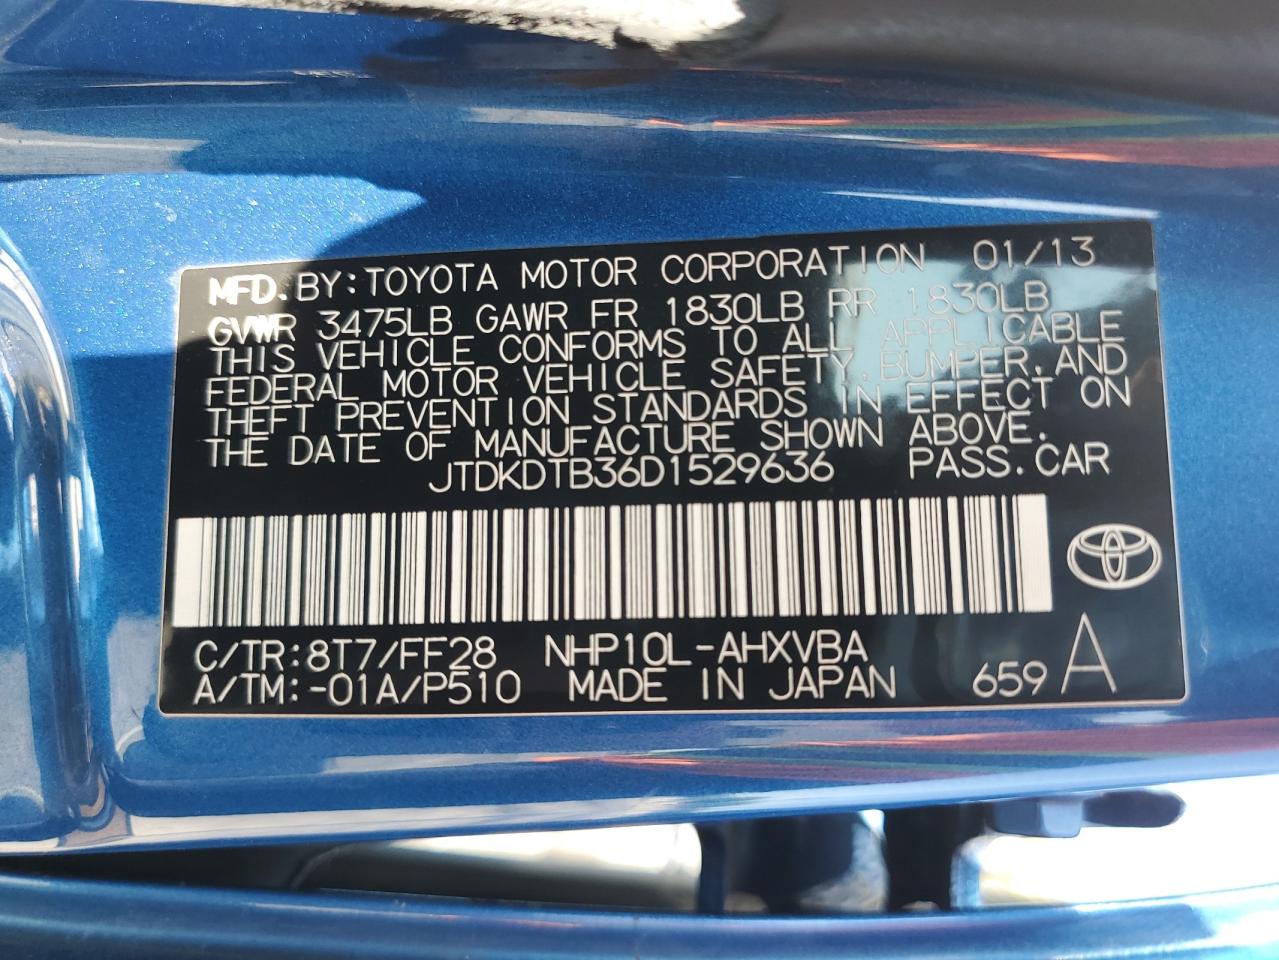 MFD. BY: TOYOTA MOTOR CORPORATION 01/13
GVWR 3475LB GAWR FR 1830LB RR 1830LB
THIS VEHICLE CONFORMS TO ALL APPLICABLE
FEDERAL MOTOR VEHICLE SAFETY, BUMPER, AND
THEFT PREVENTION STANDARDS IN EFFECT ON
THE DATE OF MANUFACTURE SHOWN ABOVE.
JTDKDTB36D1529636 PASS. CAR
C/TR: 8T7/FF28 NHP10L-AHXVBA
A/TM: -01A/P510 MADE IN JAPAN 659 A